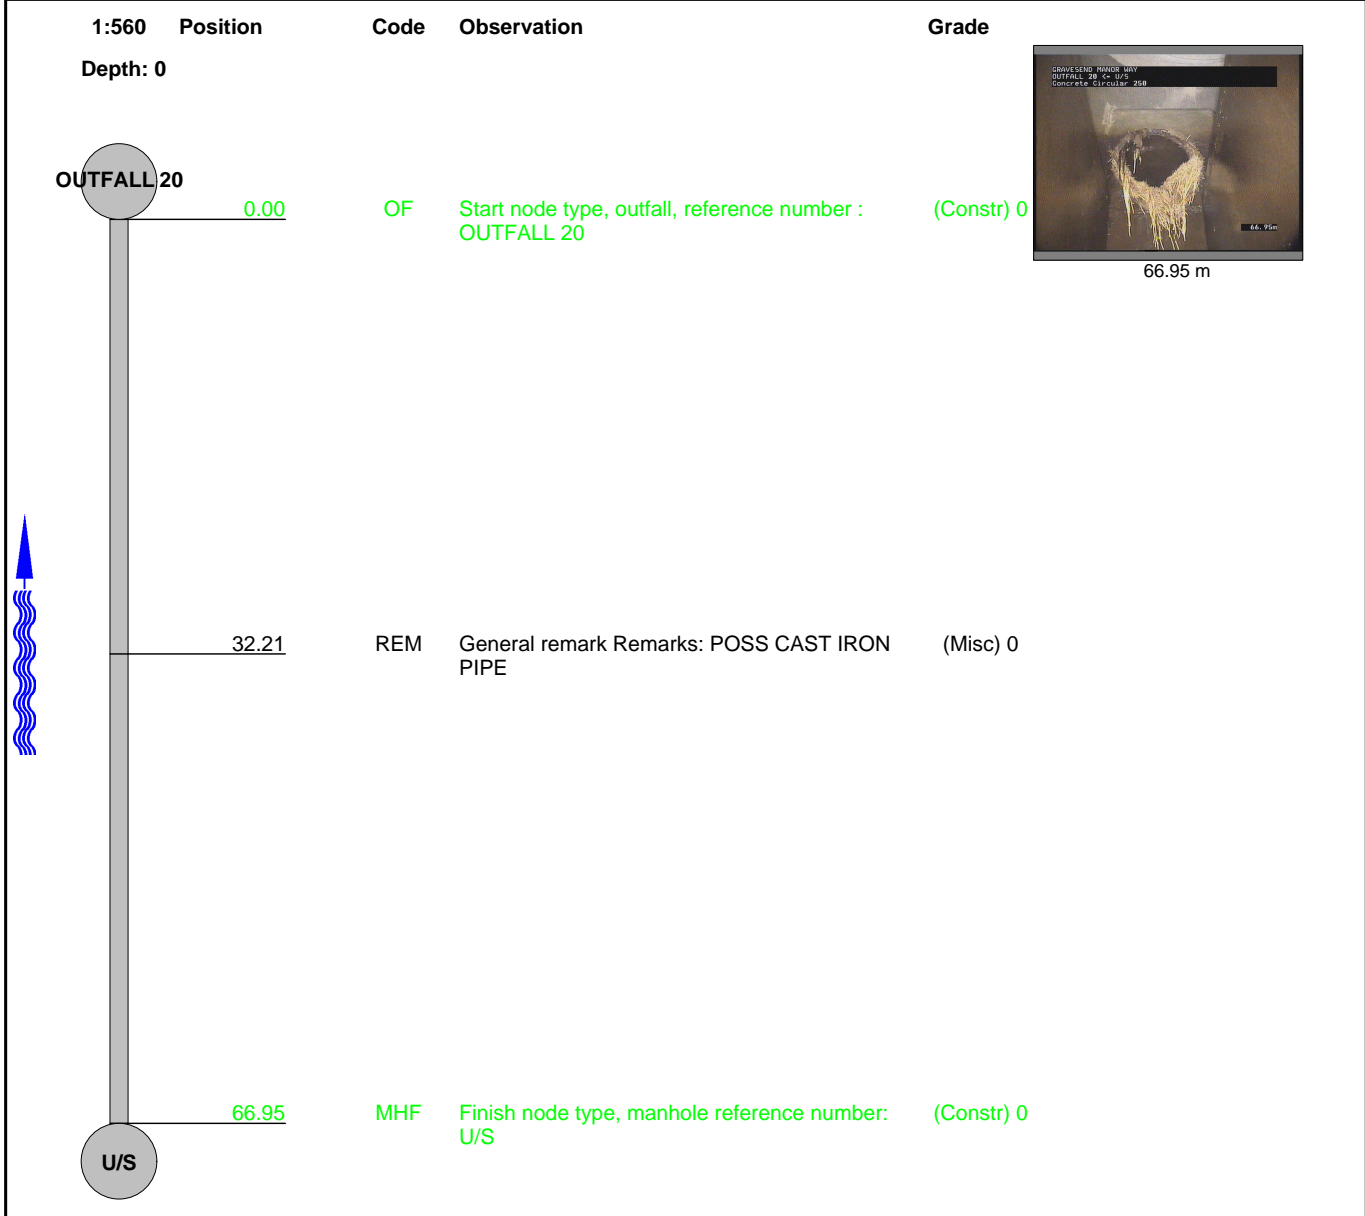 1:560 Position Code Observation Grade
Depth: 0
GRAVESEND MANOR WAY
OUTFALL 20 <- U/S
Concrete Circular 250
66.95m
66.95 m
OUTFALL 20
0.00 OF Start node type, outfall, reference number : (Constr) 0
OUTFALL 20
32.21 REM General remark Remarks: POSS CAST IRON (Misc) 0
PIPE
66.95 MHF Finish node type, manhole reference number: (Constr) 0
U/S
U/S